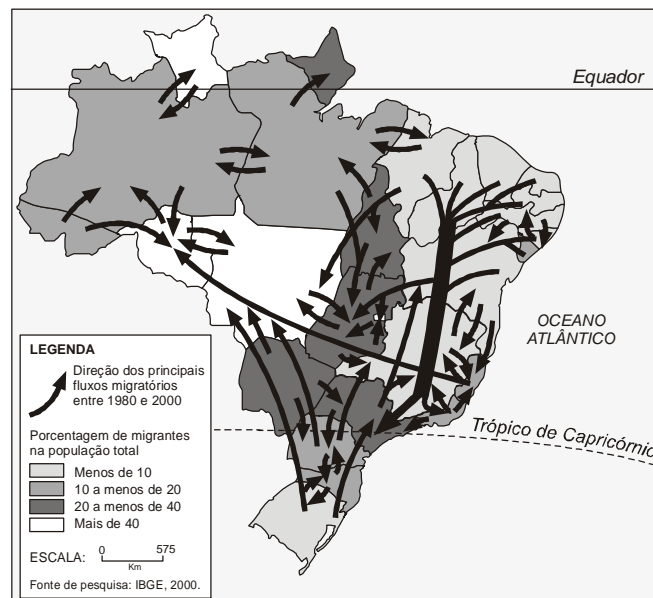 Equador
OCEANO
ATLÂNTICO
Trópico de Capricórnio
LEGENDA
Direção dos principais
fluxos migratórios
entre 1980 e 2000
Porcentagem de migrantes
na população total
Menos de 10
10 a menos de 20
20 a menos de 40
Mais de 40
ESCALA: 0 575
Km
Fonte de pesquisa: IBGE, 2000.